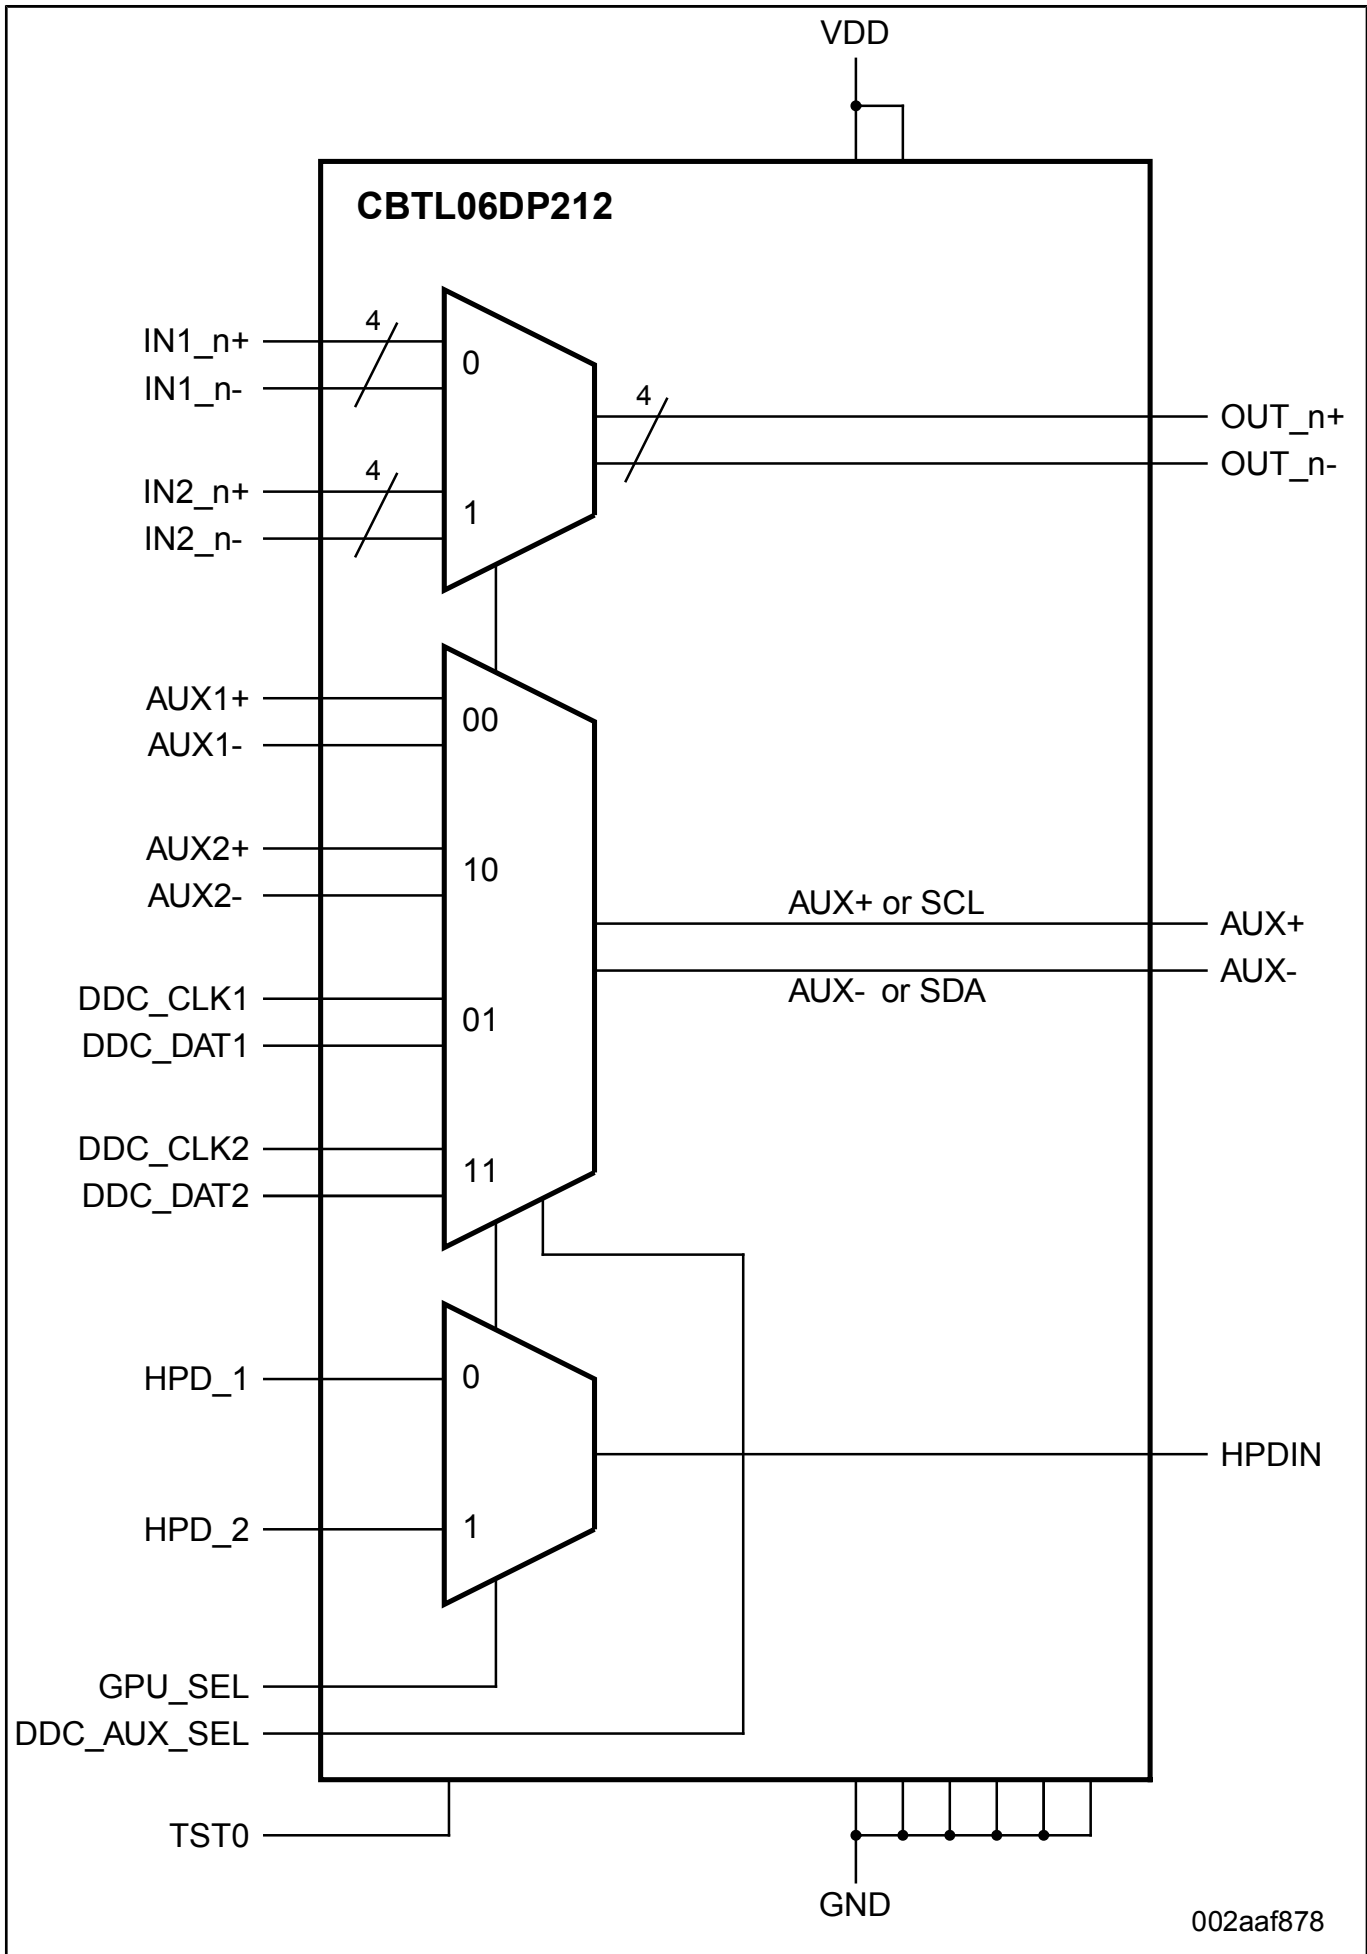 VDD
CBTL06DP212
IN1_n+
4
0
IN1_n-
4
OUT_n+
OUT_n-
IN2_n+
4
1
IN2_n-
AUX1+
00
AUX1-
AUX2+
10
AUX2-
AUX+ or SCL
AUX+
AUX- or SDA
AUX-
DDC_CLK1
01
DDC_DAT1
DDC_CLK2
11
DDC_DAT2
HPD_1
0
HPDIN
HPD_2
1
GPU_SEL
DDC_AUX_SEL
TST0
GND
002aaf878